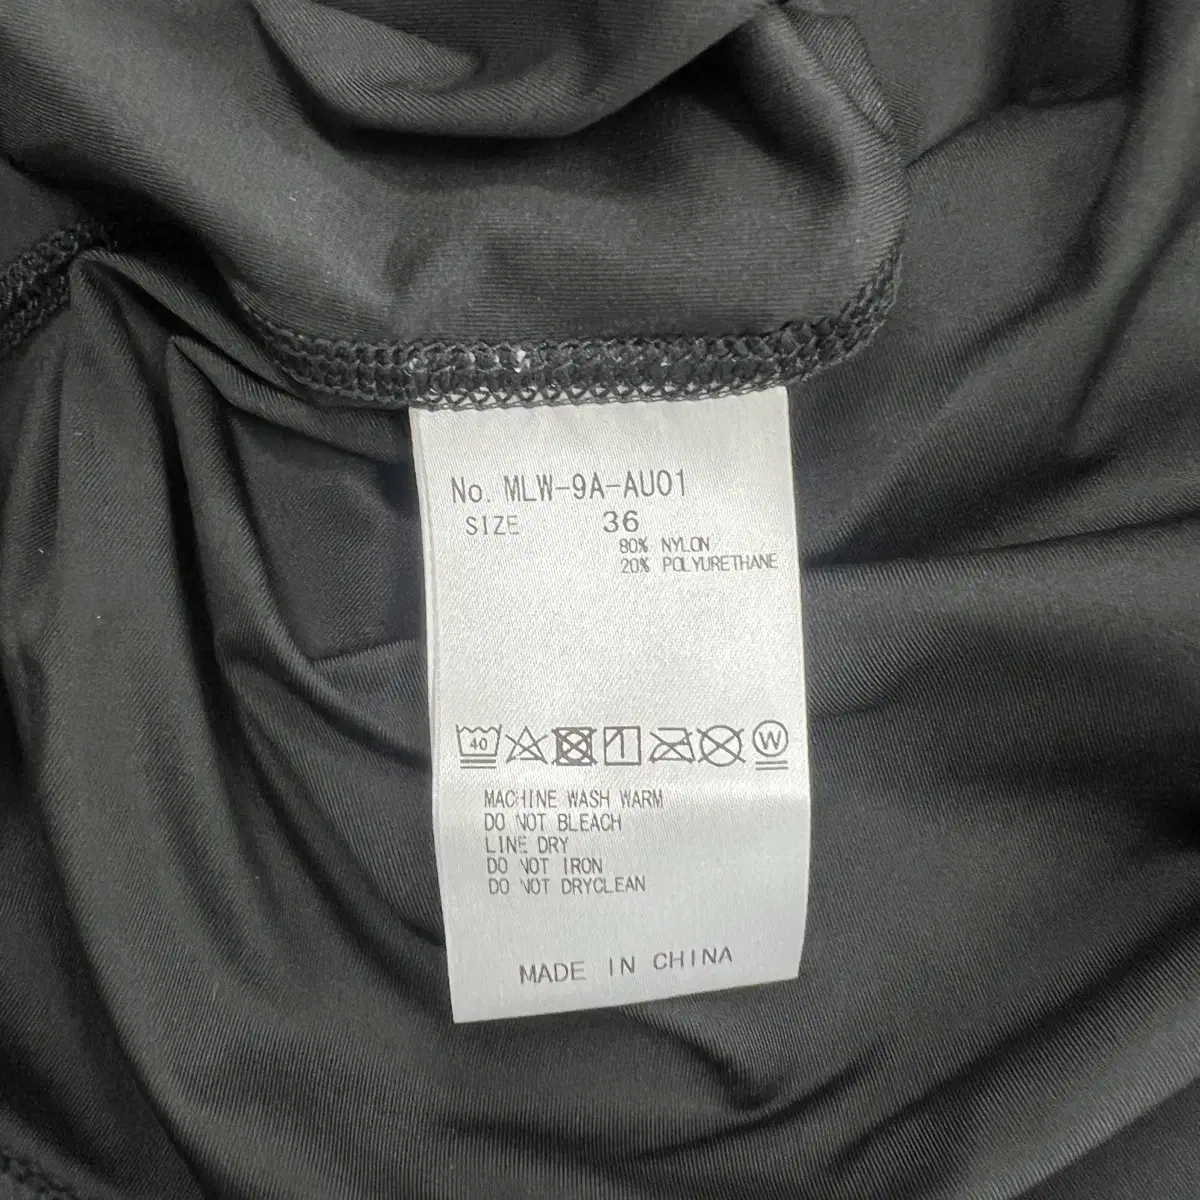 No. MLW-9A-AU01
SIZE 36
80% NYLON
20% POLYURETHANE
40 W
MACHINE WASH WARM
DO NOT BLEACH
LINE DRY
DO NOT IRON
DO NOT DRYCLEAN
MADE IN CHINA